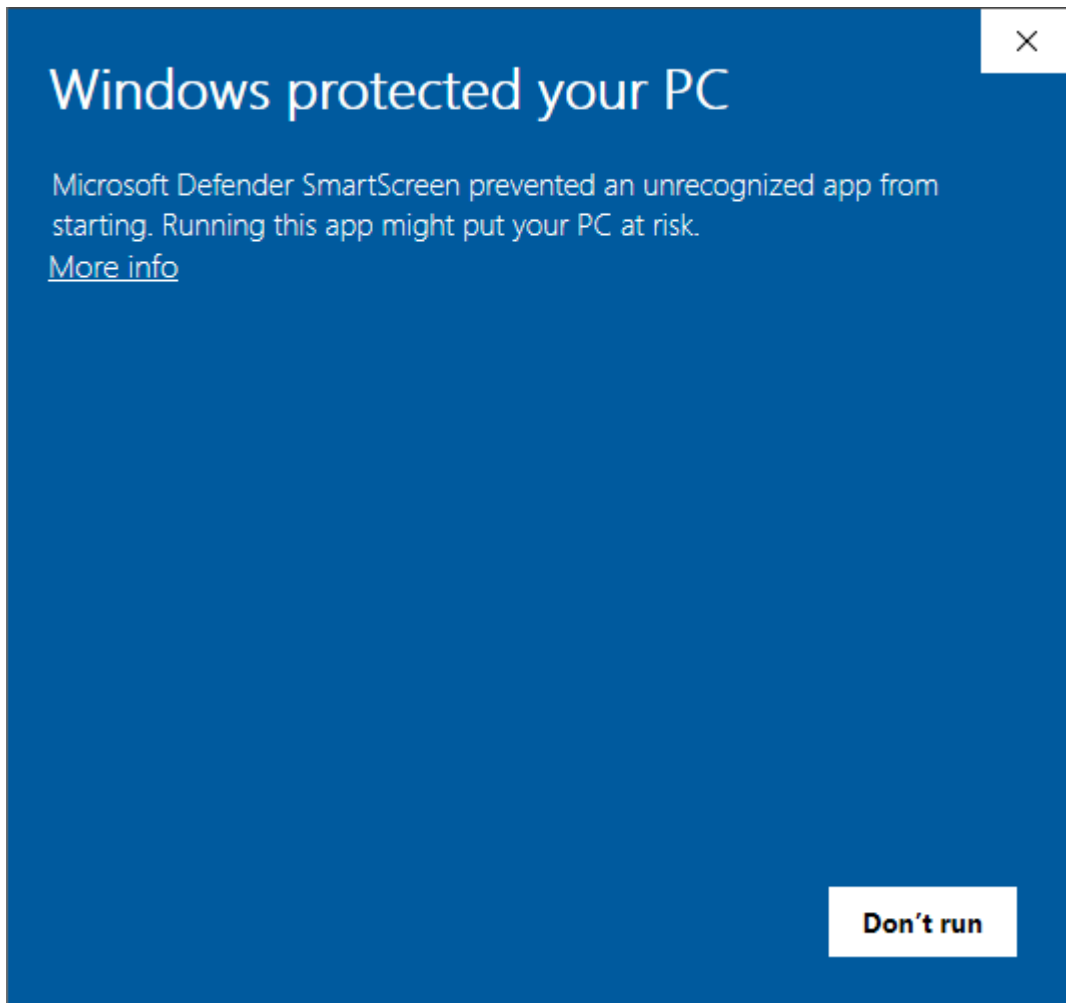 Windows protected your PC
Microsoft Defender SmartScreen prevented an unrecognized app from
starting. Running this app might put your PC at risk.
More info
Don’t run